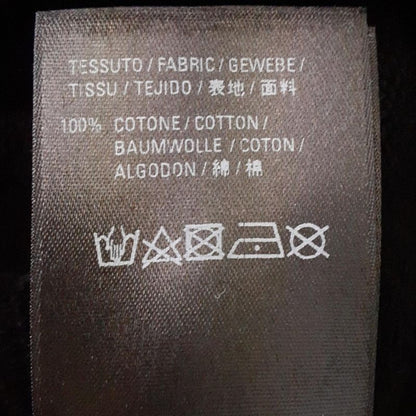 TESSUTO / FABRIC / GEWEBE /
TISSU / TEJIDO / 表地 / 面料
100% COTONE / COTTON /
BAUMWOLLE / COTON /
ALGODON / 綿 / 棉